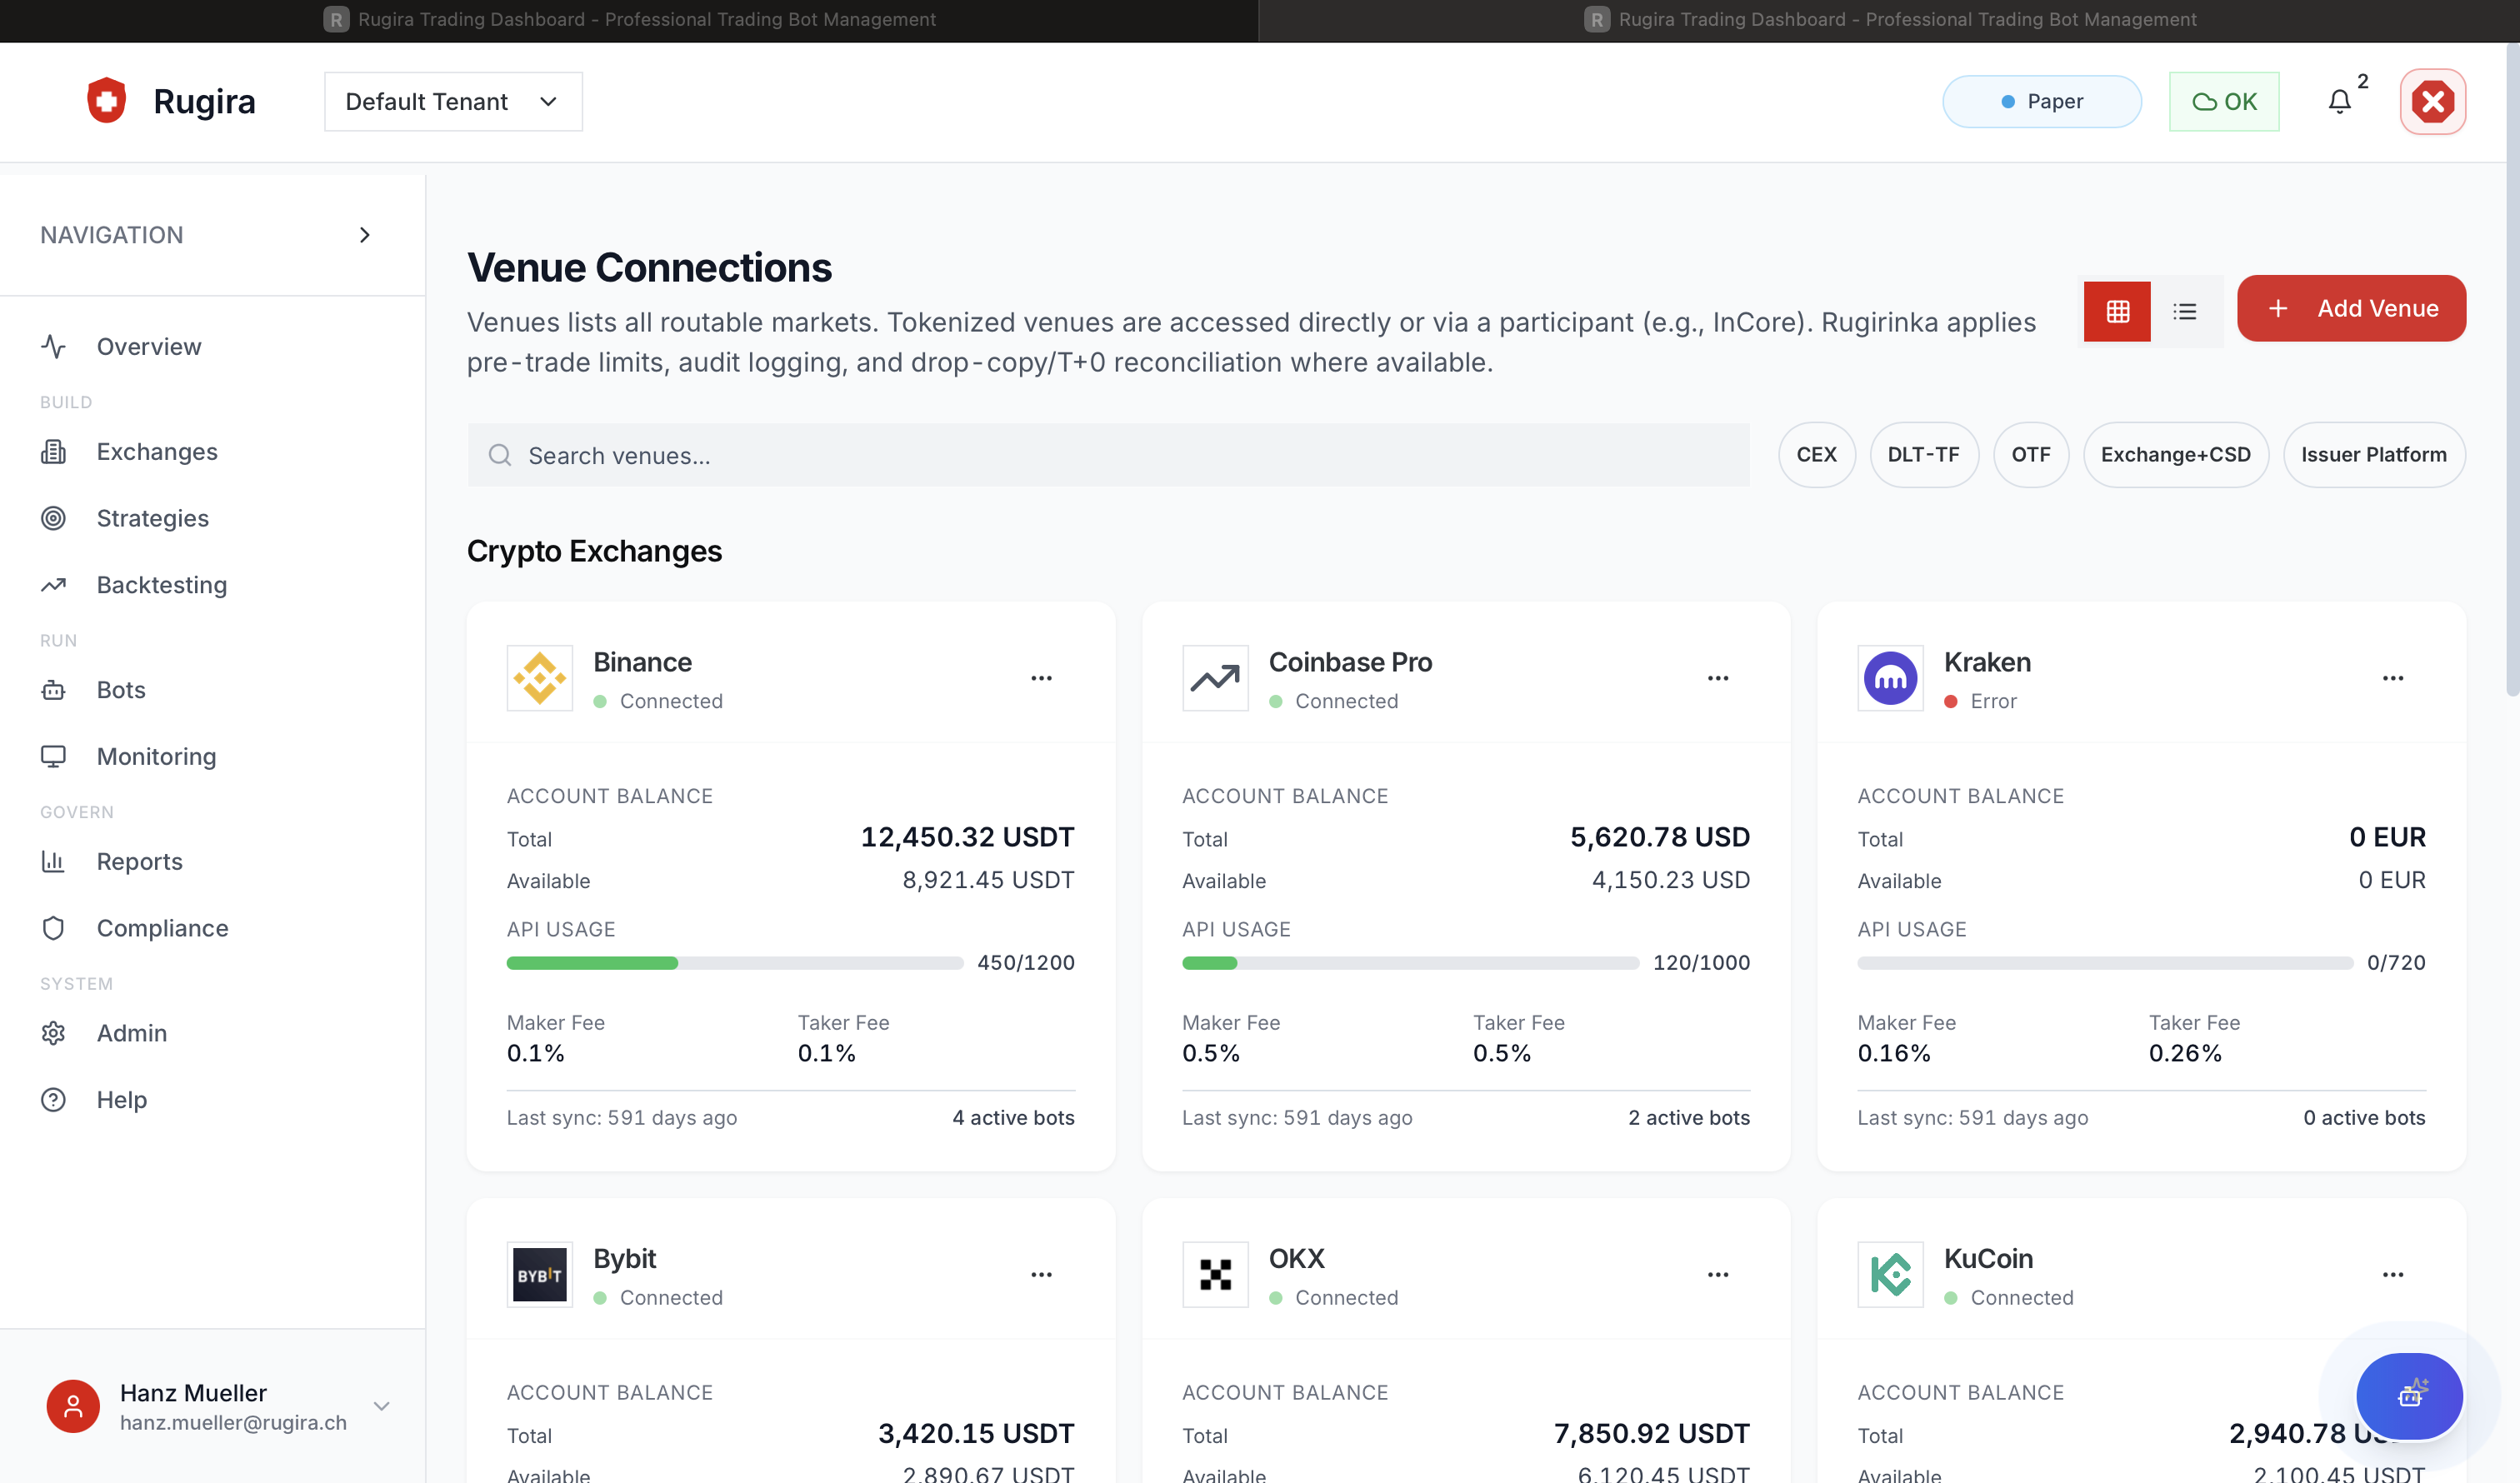 R Rugira Trading Dashboard - Professional Trading Bot Management
R Rugira Trading Dashboard - Professional Trading Bot Management
Rugira
Default Tenant
Paper
OK
2
NAVIGATION
Overview
BUILD
Exchanges
Strategies
Backtesting
RUN
Bots
Monitoring
GOVERN
Reports
Compliance
SYSTEM
Admin
Help
Hanz Mueller
hanz.mueller@rugira.ch
Venue Connections
Venues lists all routable markets. Tokenized venues are accessed directly or via a participant (e.g., InCore). Rugirinka applies
pre-trade limits, audit logging, and drop-copy/T+0 reconciliation where available.
Add Venue
Search venues...
CEX
DLT-TF
OTF
Exchange+CSD
Issuer Platform
Crypto Exchanges
Binance
Connected
ACCOUNT BALANCE
Total 12,450.32 USDT
Available 8,921.45 USDT
API USAGE
450/1200
Maker Fee Taker Fee
0.1% 0.1%
Last sync: 591 days ago 4 active bots
Coinbase Pro
Connected
ACCOUNT BALANCE
Total 5,620.78 USD
Available 4,150.23 USD
API USAGE
120/1000
Maker Fee Taker Fee
0.5% 0.5%
Last sync: 591 days ago 2 active bots
Kraken
Error
ACCOUNT BALANCE
Total 0 EUR
Available 0 EUR
API USAGE
0/720
Maker Fee Taker Fee
0.16% 0.26%
Last sync: 591 days ago 0 active bots
BYBIT
Bybit
Connected
ACCOUNT BALANCE
Total 3,420.15 USDT
Available 2,890.67 USDT
OKX
Connected
ACCOUNT BALANCE
Total 7,850.92 USDT
Available 6,120.45 USDT
KuCoin
Connected
ACCOUNT BALANCE
Total 2,940.78
Available 2,100.45 USDT